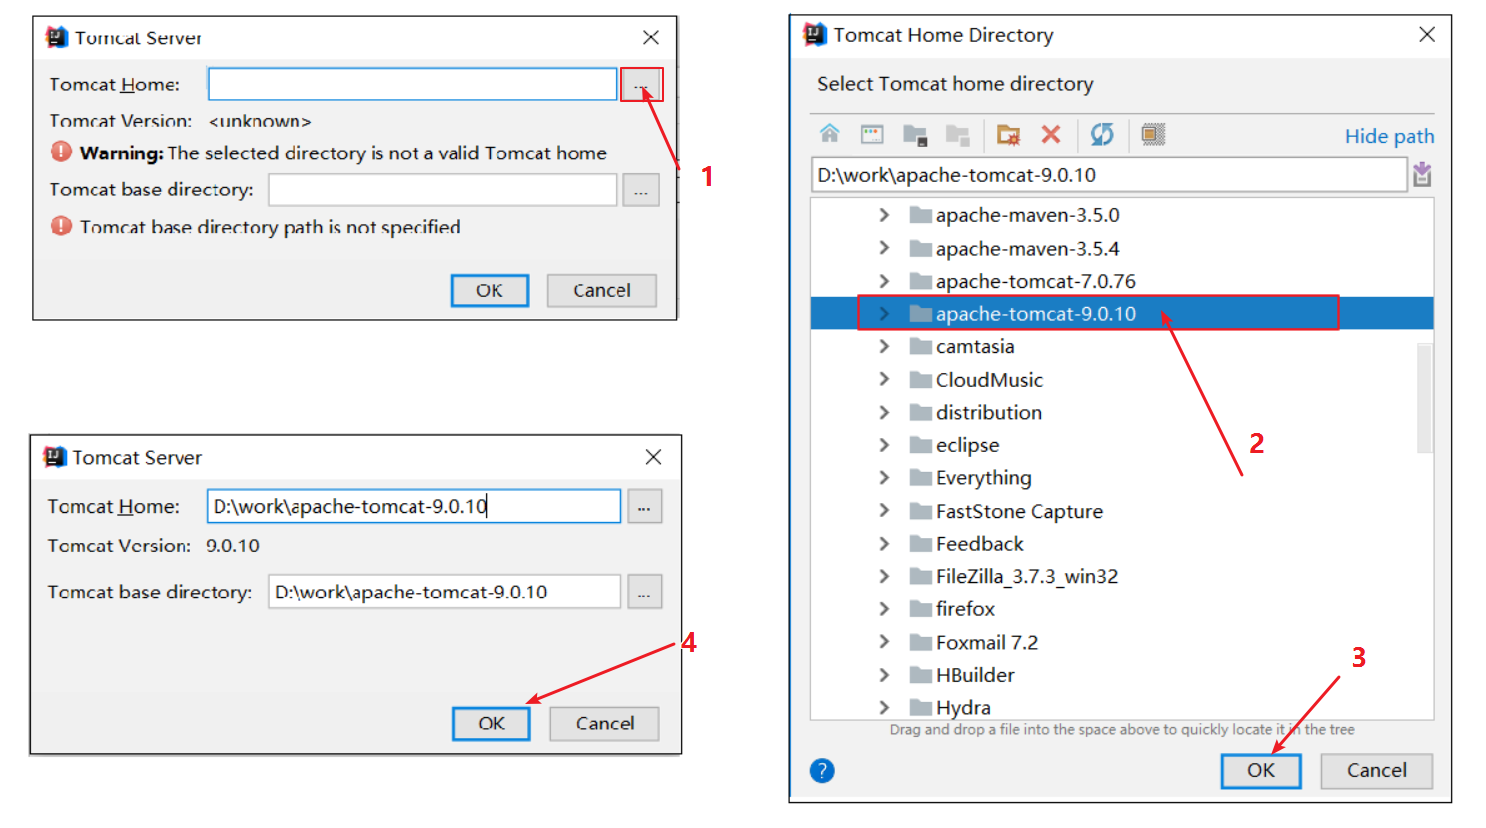 Tomcat Server
Tomcat Home:
...
Tomcat Version: <unknown>
Warning: The selected directory is not a valid Tomcat home
1
Tomcat base directory:
...
Tomcat base directory path is not specified
OK
Cancel
Tomcat Home Directory
Select Tomcat home directory
Hide path
D:\work\apache-tomcat-9.0.10
apache-maven-3.5.0
apache-maven-3.5.4
apache-tomcat-7.0.76
apache-tomcat-9.0.10
camtasia
CloudMusic
distribution
2
eclipse
Everything
FastStone Capture
Feedback
FileZilla_3.7.3_win32
firefox
Foxmail 7.2
3
HBuilder
Hydra
Drag and drop a file into the space above to quickly locate it in the tree
?
OK
Cancel
Tomcat Server
Tomcat Home: D:\work\apache-tomcat-9.0.10
...
Tomcat Version: 9.0.10
Tomcat base directory: D:\work\apache-tomcat-9.0.10
...
4
OK
Cancel